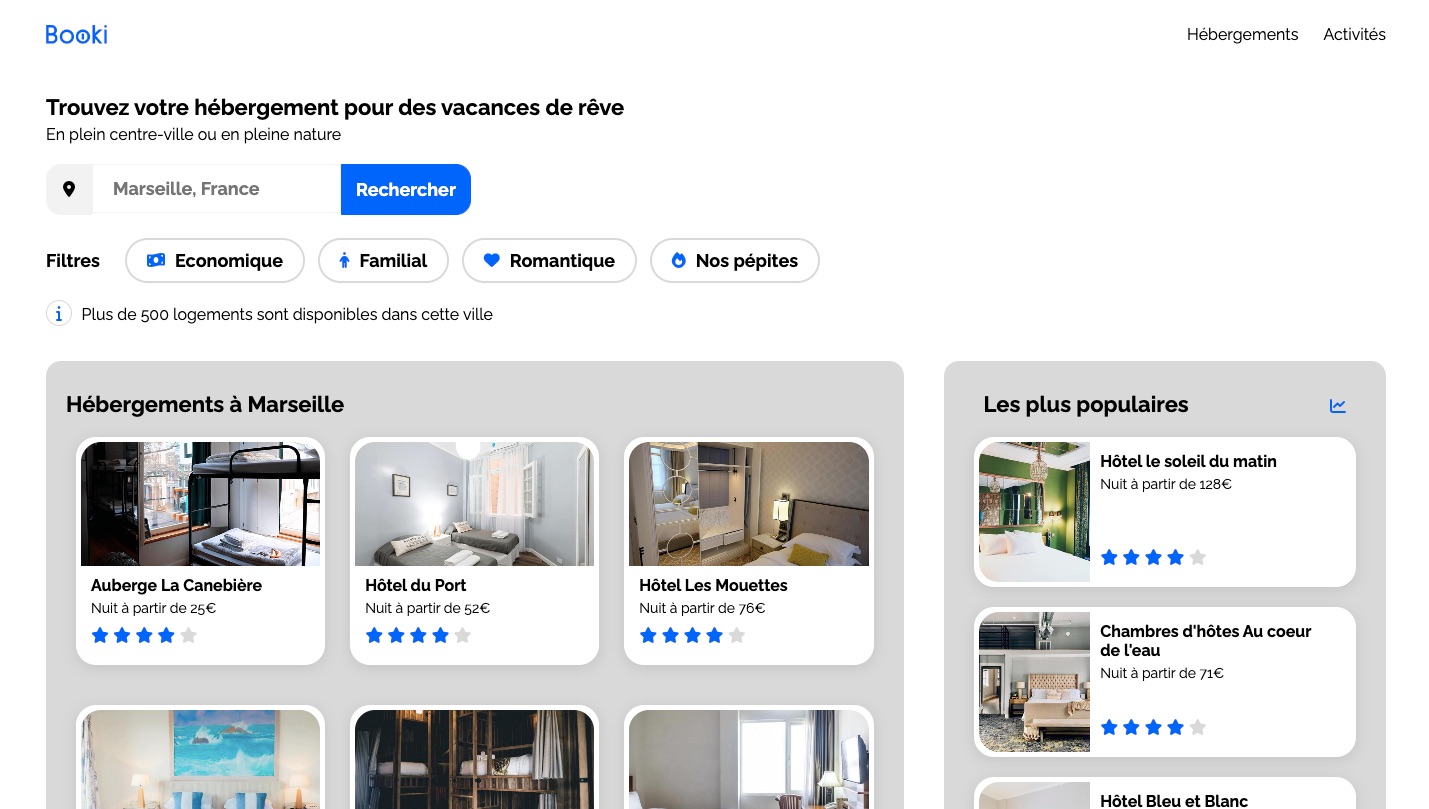 Booki
Hébergements
Activités
Trouvez votre hébergement pour des vacances de rêve
En plein centre-ville ou en pleine nature
Marseille, France
Rechercher
Filtres
Economique
Familial
Romantique
Nos pépites
Plus de 500 logements sont disponibles dans cette ville
Hébergements à Marseille
Auberge La Canebière
Nuit à partir de 25€
Hôtel du Port
Nuit à partir de 52€
Hôtel Les Mouettes
Nuit à partir de 76€
Les plus populaires
Hôtel le soleil du matin
Nuit à partir de 128€
Chambres d'hôtes Au coeur
de l'eau
Nuit à partir de 71€
Hôtel Bleu et Blanc